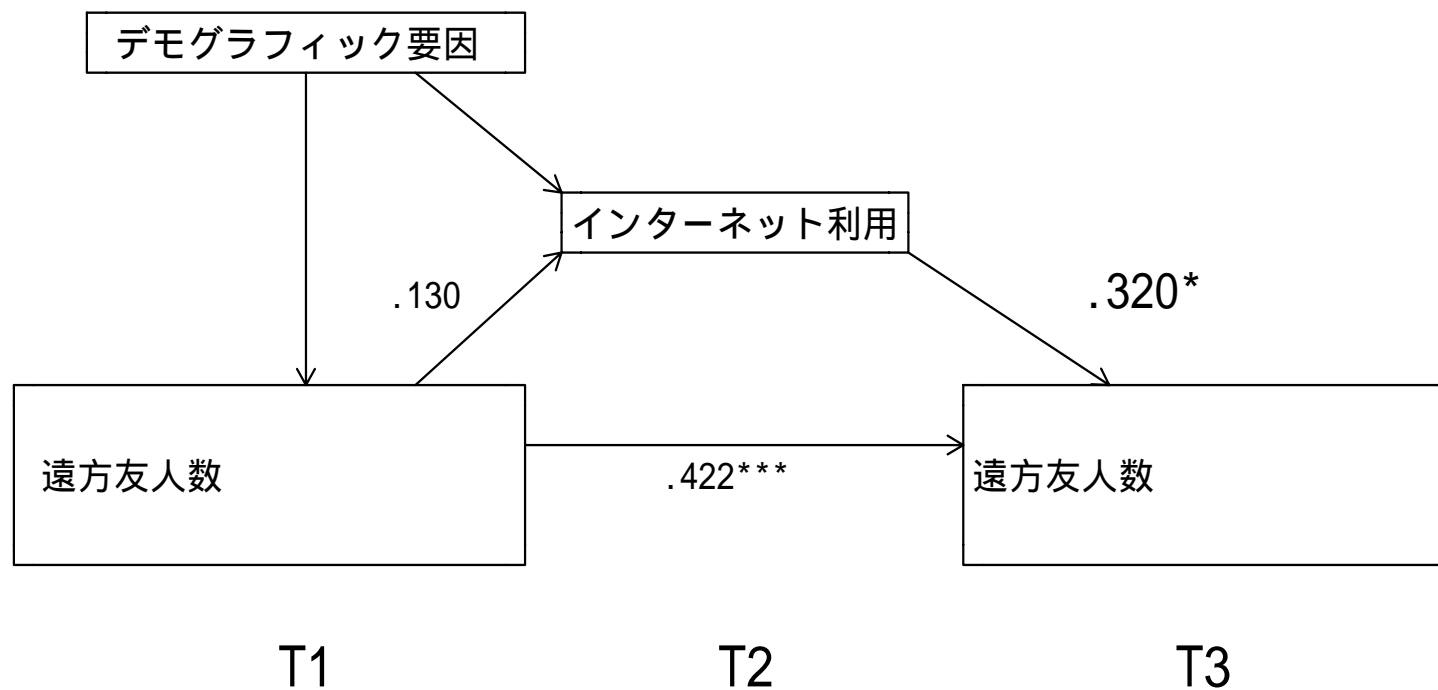 デモグラフィック要因
インターネット利用
.130
.320*
遠方友人数
.422***
遠方友人数
T1
T2
T3